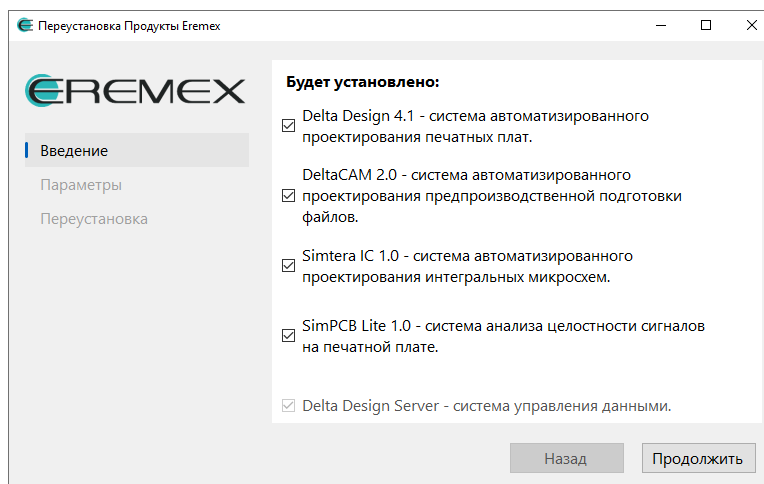 Переустановка Продукты Eremex
EREMEX
Введение
Параметры
Переустановка
Будет установлено:
Delta Design 4.1 - система автоматизированного
проектирования печатных плат.
DeltaCAM 2.0 - система автоматизированного
проектирования предпроизводственной подготовки
файлов.
Simtera IC 1.0 - система автоматизированного
проектирования интегральных микросхем.
SimPCB Lite 1.0 - система анализа целостности сигналов
на печатной плате.
Delta Design Server - система управления данными.
Назад
Продолжить